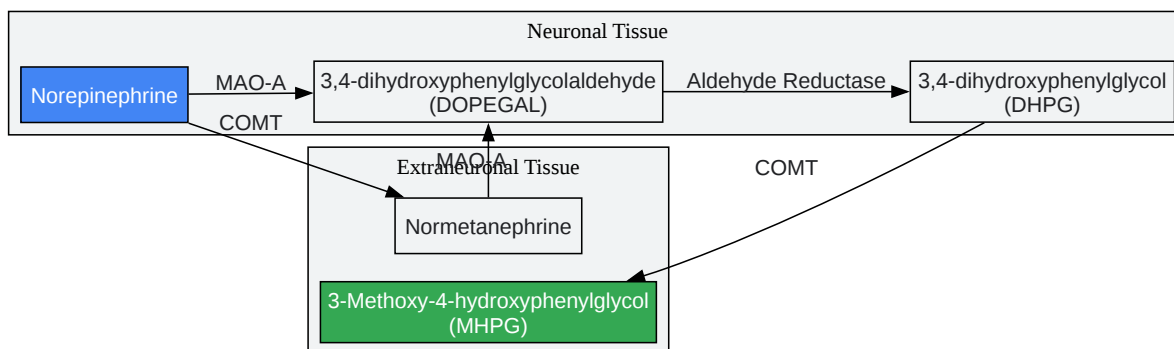 Neuronal Tissue
Norepinephrine
MAO-A
3,4-dihydroxyphenylglycolaldehyde
(DOPEGAL)
Aldehyde Reductase
3,4-dihydroxyphenylglycol
(DHPG)
COMT
MAO-A
Extraneuronal Tissue
COMT
Normetanephrine
3-Methoxy-4-hydroxyphenylglycol
(MHPG)